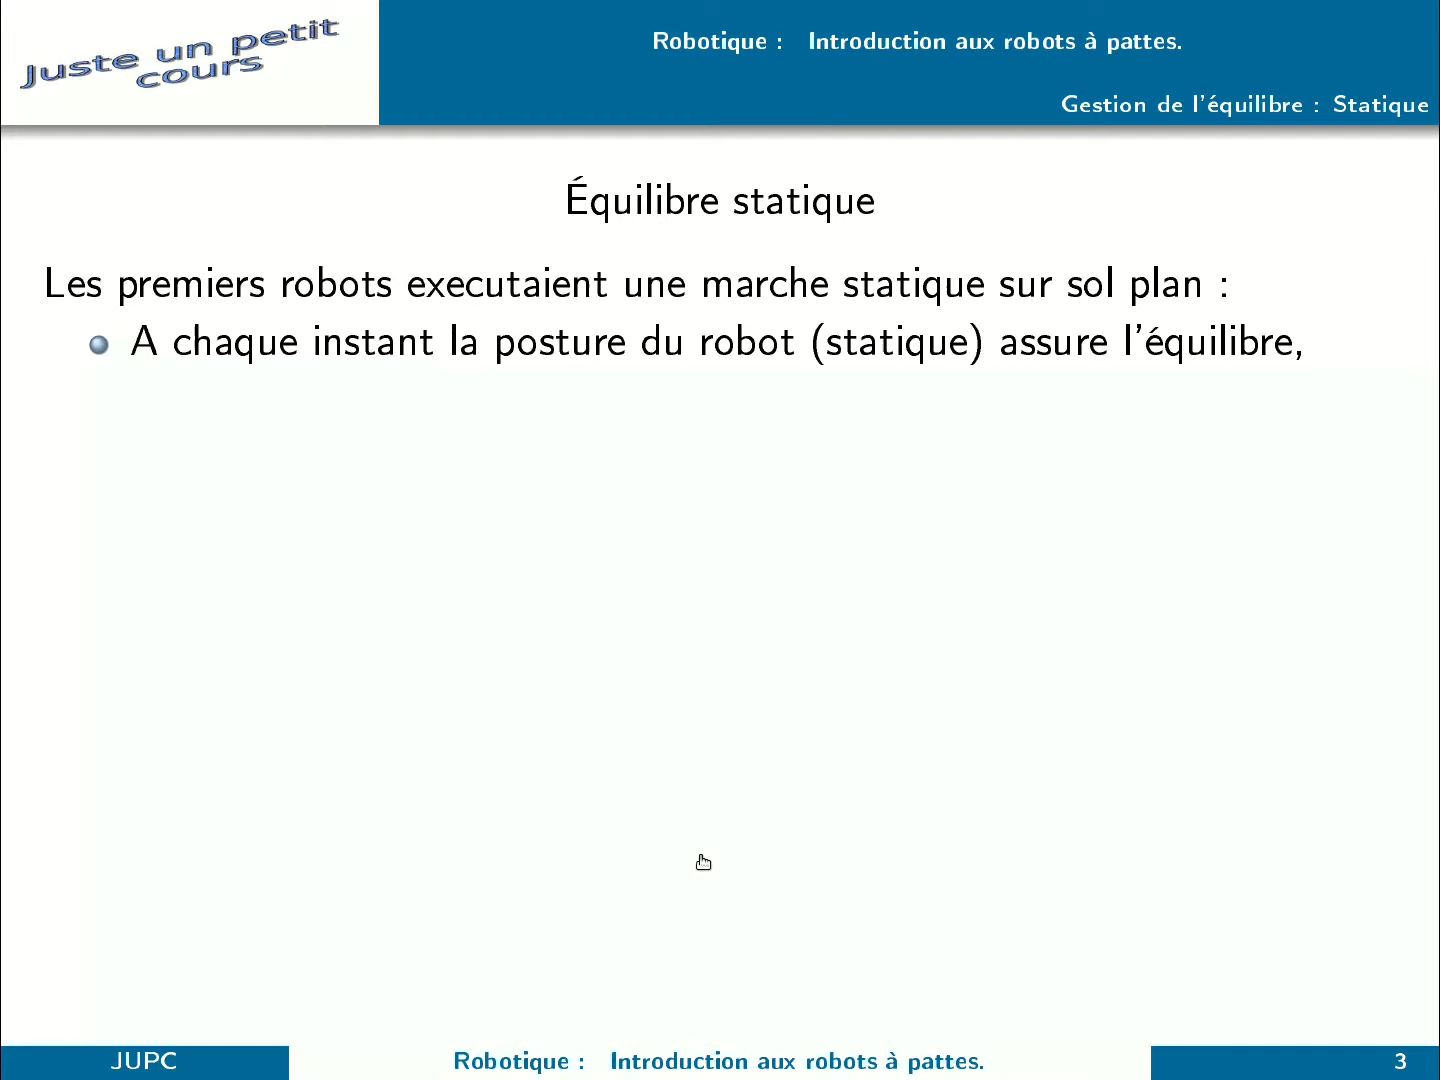 Juste un petit
cours
Robotique : Introduction aux robots à pattes.
Gestion de l'équilibre : Statique
Équilibre statique
Les premiers robots executaient une marche statique sur sol plan :
A chaque instant la posture du robot (statique) assure l'équilibre,
JUPC
Robotique : Introduction aux robots à pattes.
3